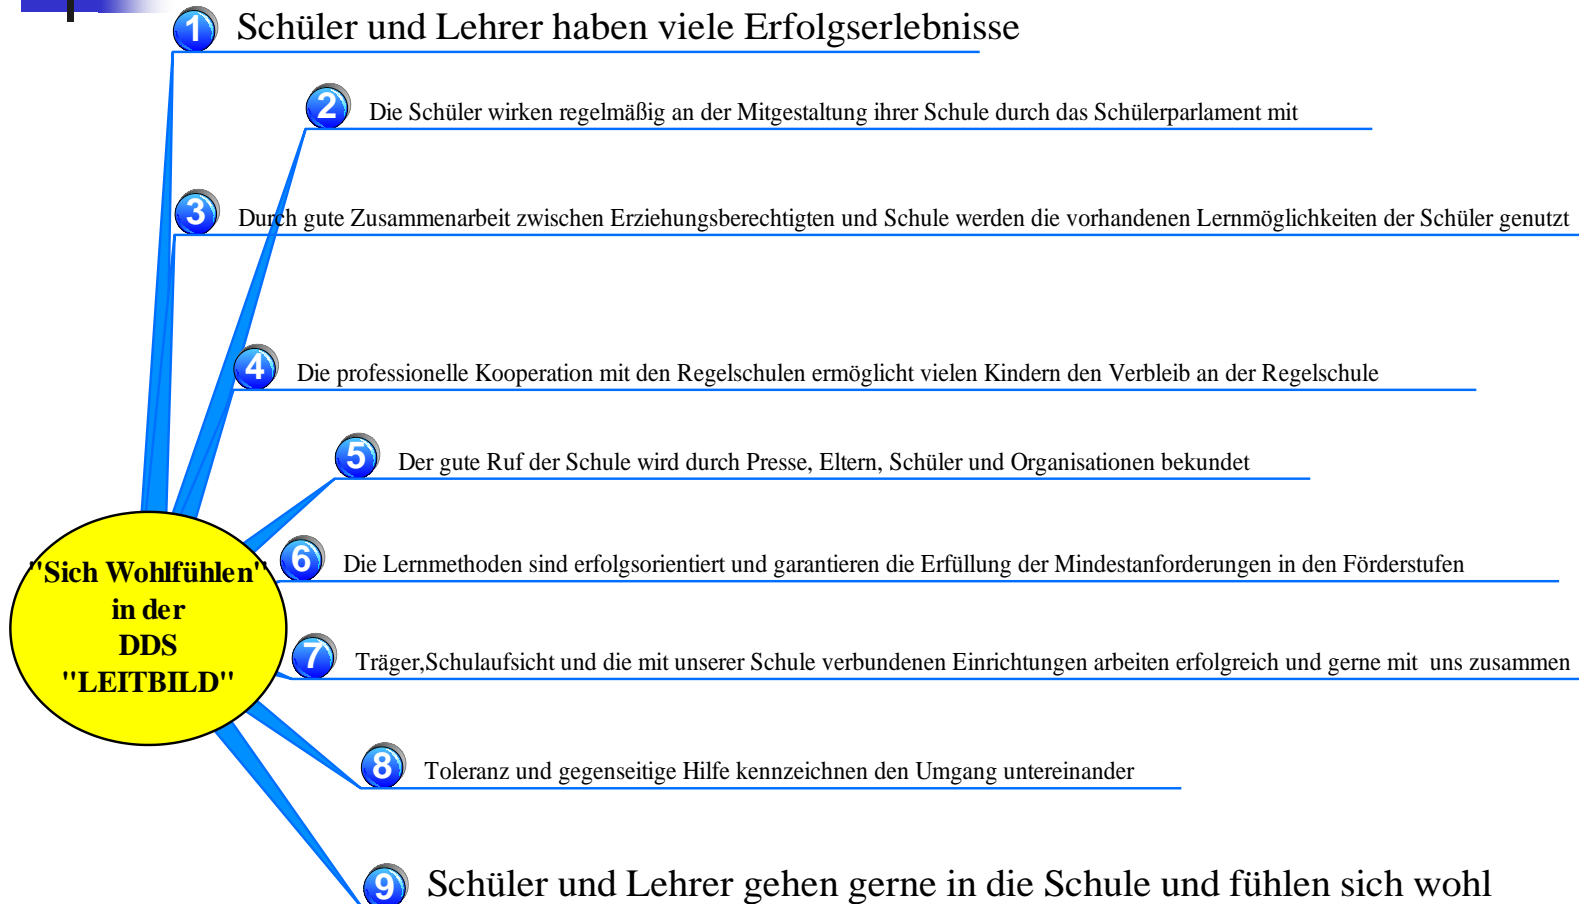 1 Schüler und Lehrer haben viele Erfolgserlebnisse
2 Die Schüler wirken regelmäßig an der Mitgestaltung ihrer Schule durch das Schülerparlament mit
3 Durch gute Zusammenarbeit zwischen Erziehungsberechtigten und Schule werden die vorhandenen Lernmöglichkeiten der Schüler genutzt
4 Die professionelle Kooperation mit den Regelschulen ermöglicht vielen Kindern den Verbleib an der Regelschule
5 Der gute Ruf der Schule wird durch Presse, Eltern, Schüler und Organisationen bekundet
6 Die Lernmethoden sind erfolgsorientiert und garantieren die Erfüllung der Mindestanforderungen in den Förderstufen
"Sich Wohlfühlen"
in der
DDS
"LEITBILD"
7 Träger,Schulaufsicht und die mit unserer Schule verbundenen Einrichtungen arbeiten erfolgreich und gerne mit uns zusammen
8 Toleranz und gegenseitige Hilfe kennzeichnen den Umgang untereinander
9 Schüler und Lehrer gehen gerne in die Schule und fühlen sich wohl